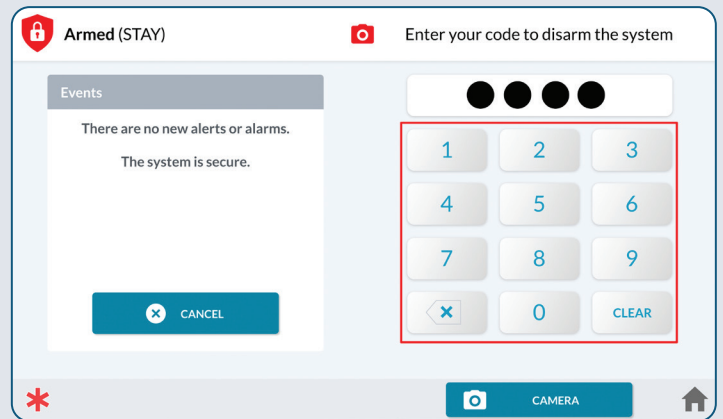 Armed (STAY)
Enter your code to disarm the system
Events
There are no new alerts or alarms.
The system is secure.
CANCEL
1 2 3
4 5 6
7 8 9
0 CLEAR
CAMERA